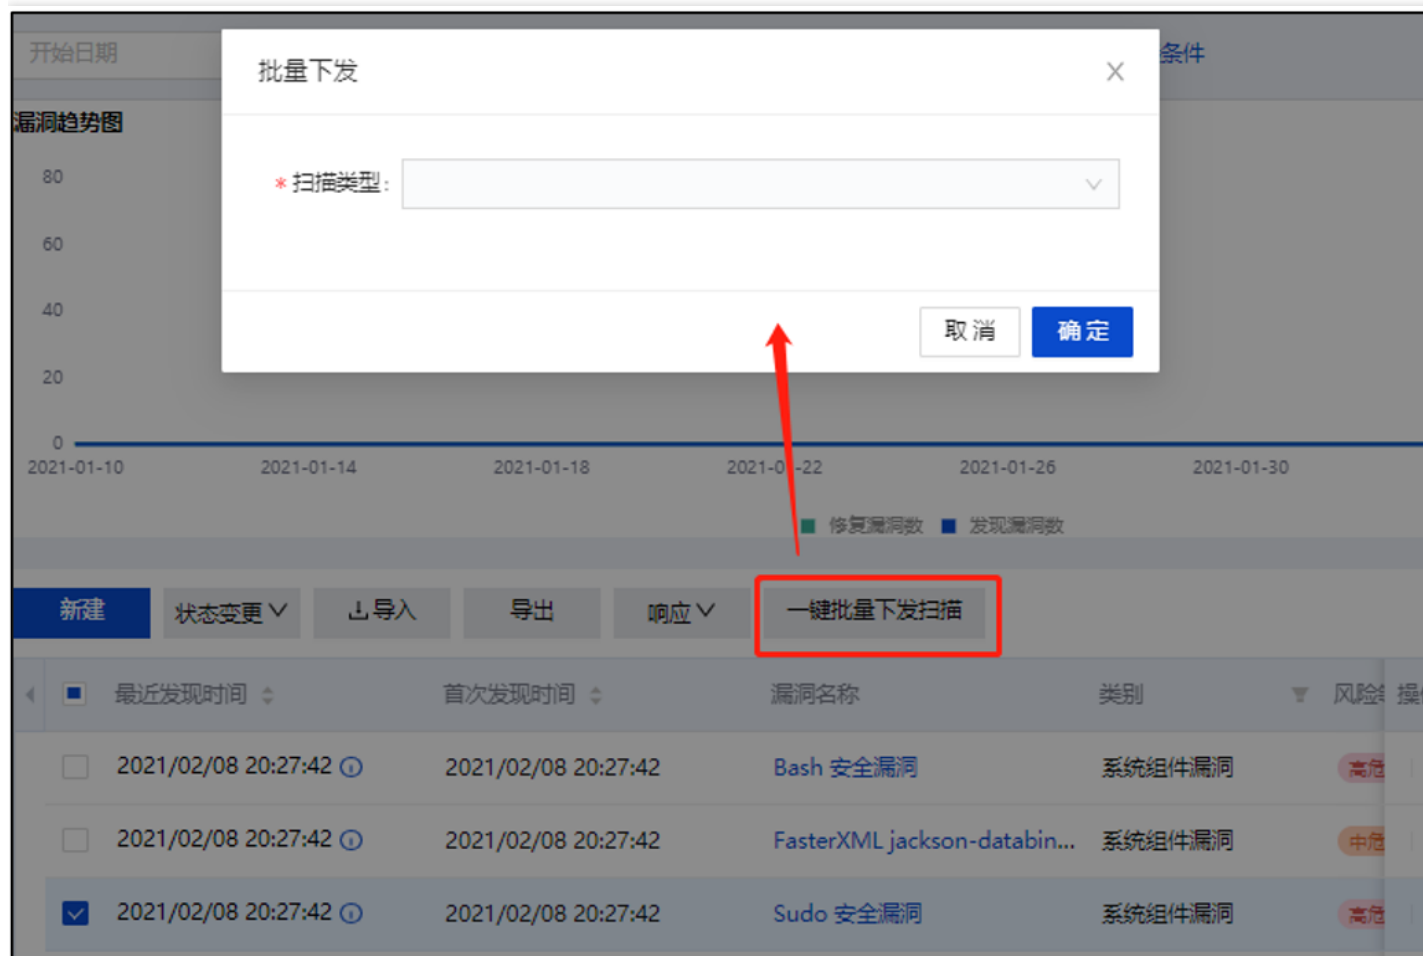 开始日期
条件
批量下发
漏洞趋势图
* 扫描类型:
80
60
40
20
0
取 消 确 定
2021-01-10 2021-01-14 2021-01-18 2021-01-22 2021-01-26 2021-01-30
修复漏洞数 发现漏洞数
新建 状态变更 导入 导出 响应 一键批量下发扫描
最近发现时间 首次发现时间 漏洞名称 类别 风险
2021/02/08 20:27:42 2021/02/08 20:27:42 Bash 安全漏洞 系统组件漏洞 高危
2021/02/08 20:27:42 2021/02/08 20:27:42 FasterXML jackson-databin... 系统组件漏洞 中危
2021/02/08 20:27:42 2021/02/08 20:27:42 Sudo 安全漏洞 系统组件漏洞 高危